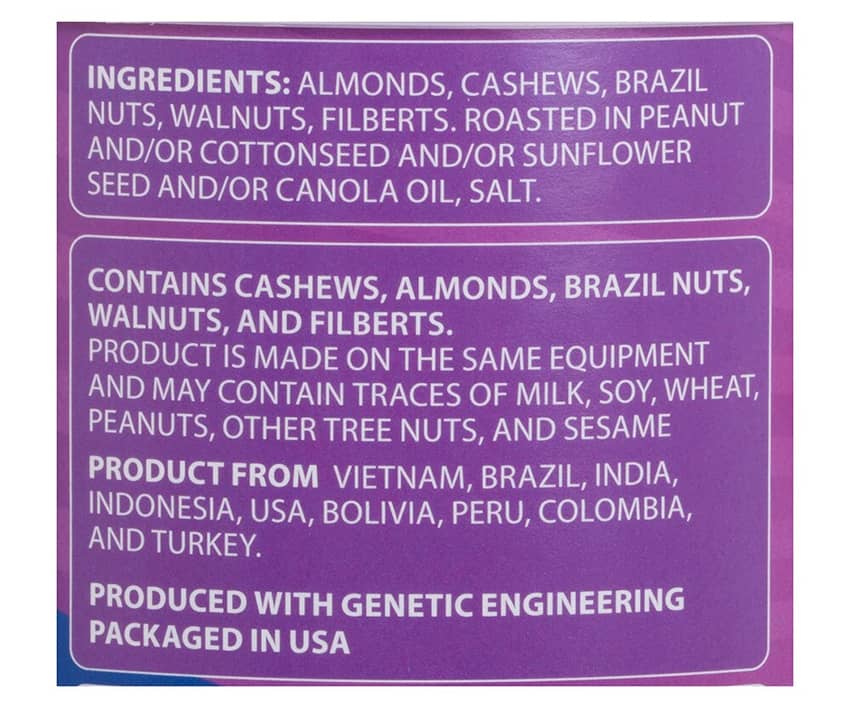 INGREDIENTS: ALMONDS, CASHEWS, BRAZIL
NUTS, WALNUTS, FILBERTS. ROASTED IN PEANUT
AND/OR COTTONSEED AND/OR SUNFLOWER
SEED AND/OR CANOLA OIL, SALT.
CONTAINS CASHEWS, ALMONDS, BRAZIL NUTS,
WALNUTS, AND FILBERTS.
PRODUCT IS MADE ON THE SAME EQUIPMENT
AND MAY CONTAIN TRACES OF MILK, SOY, WHEAT,
PEANUTS, OTHER TREE NUTS, AND SESAME
PRODUCT FROM VIETNAM, BRAZIL, INDIA,
INDONESIA, USA, BOLIVIA, PERU, COLOMBIA,
AND TURKEY.
PRODUCED WITH GENETIC ENGINEERING
PACKAGED IN USA